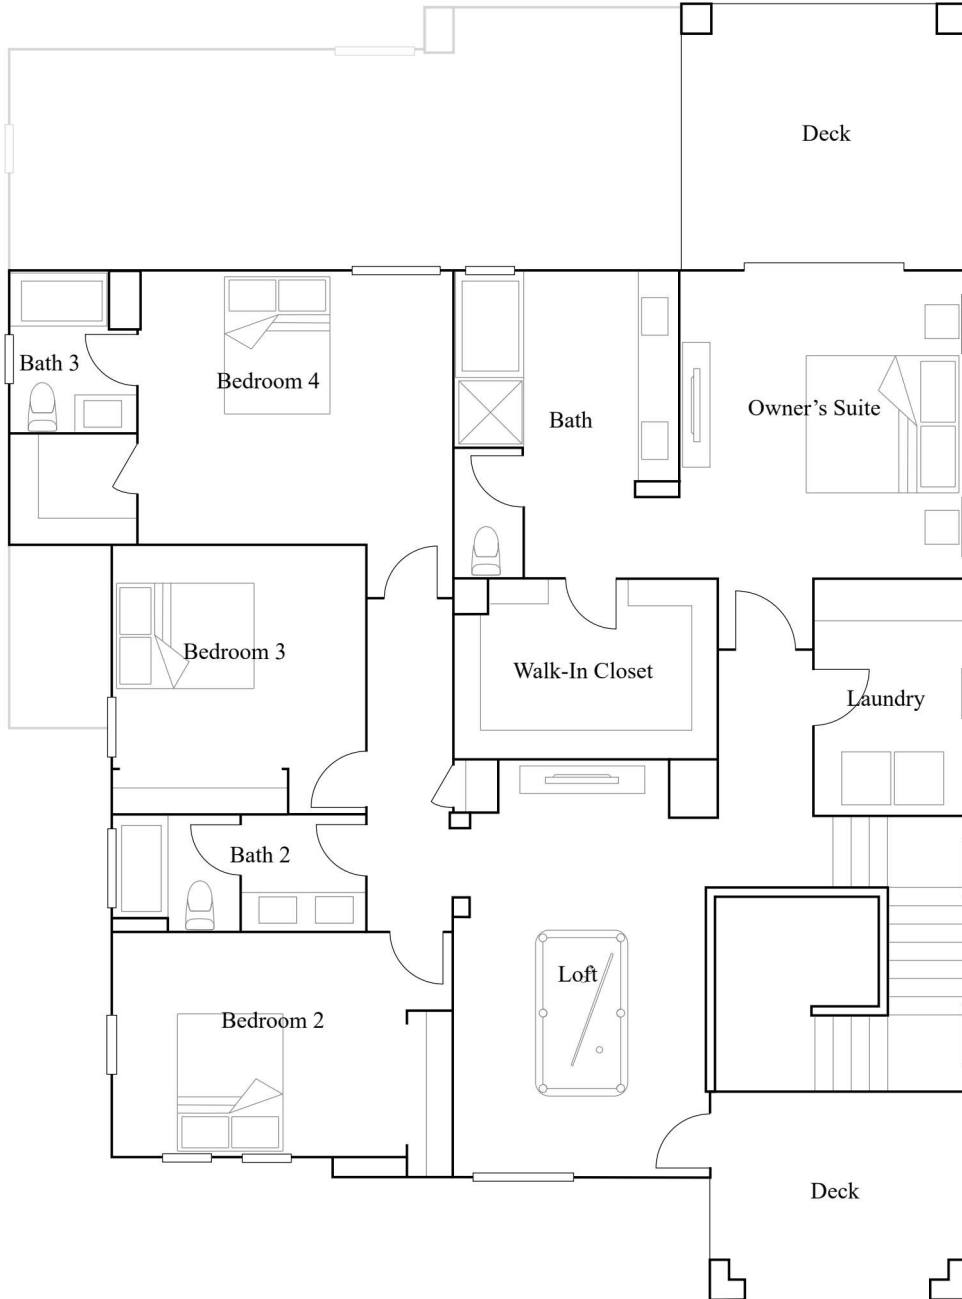 Deck
Bath 3
Bedroom 4
Bath
Owner's Suite
Bedroom 3
Walk-In Closet
Laundry
Bath 2
Loft
Bedroom 2
Deck